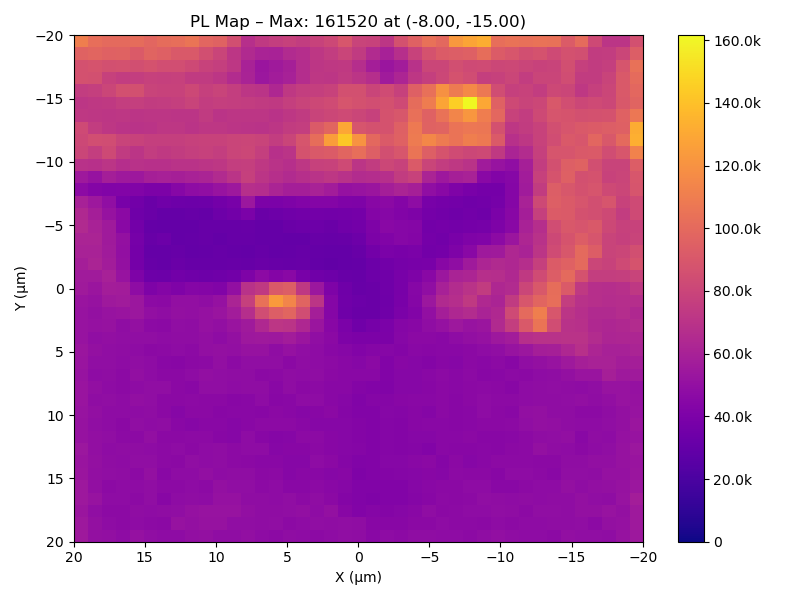 PL Map – Max: 161520 at (-8.00, -15.00)
−20
−15
−10
−5
0
5
10
15
20
Y (μm)
20 15 10 5 0 −5 −10 −15 −20
X (μm)
160.0k
140.0k
120.0k
100.0k
80.0k
60.0k
40.0k
20.0k
0